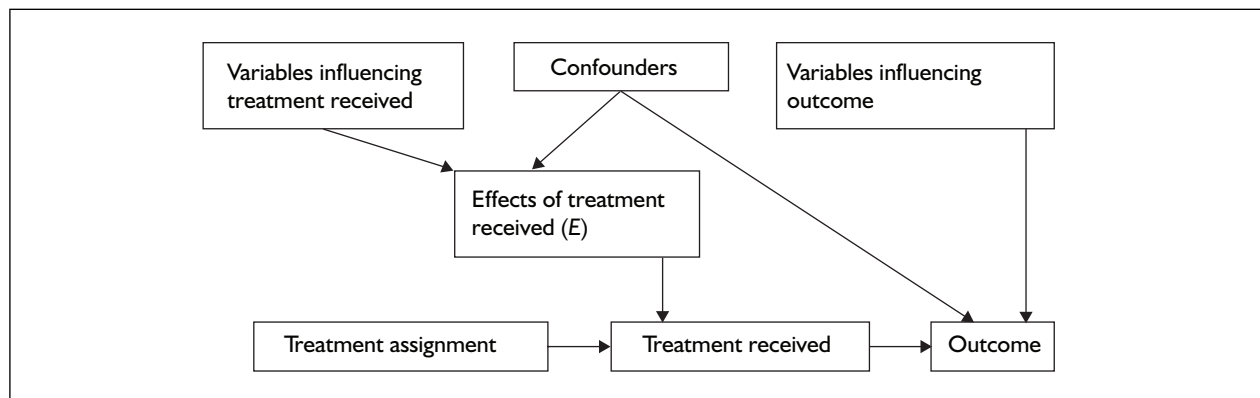 Variables influencing
treatment received
Confounders
Variables influencing
outcome
Effects of treatment
received (E)
Treatment assignment
Treatment received
Outcome